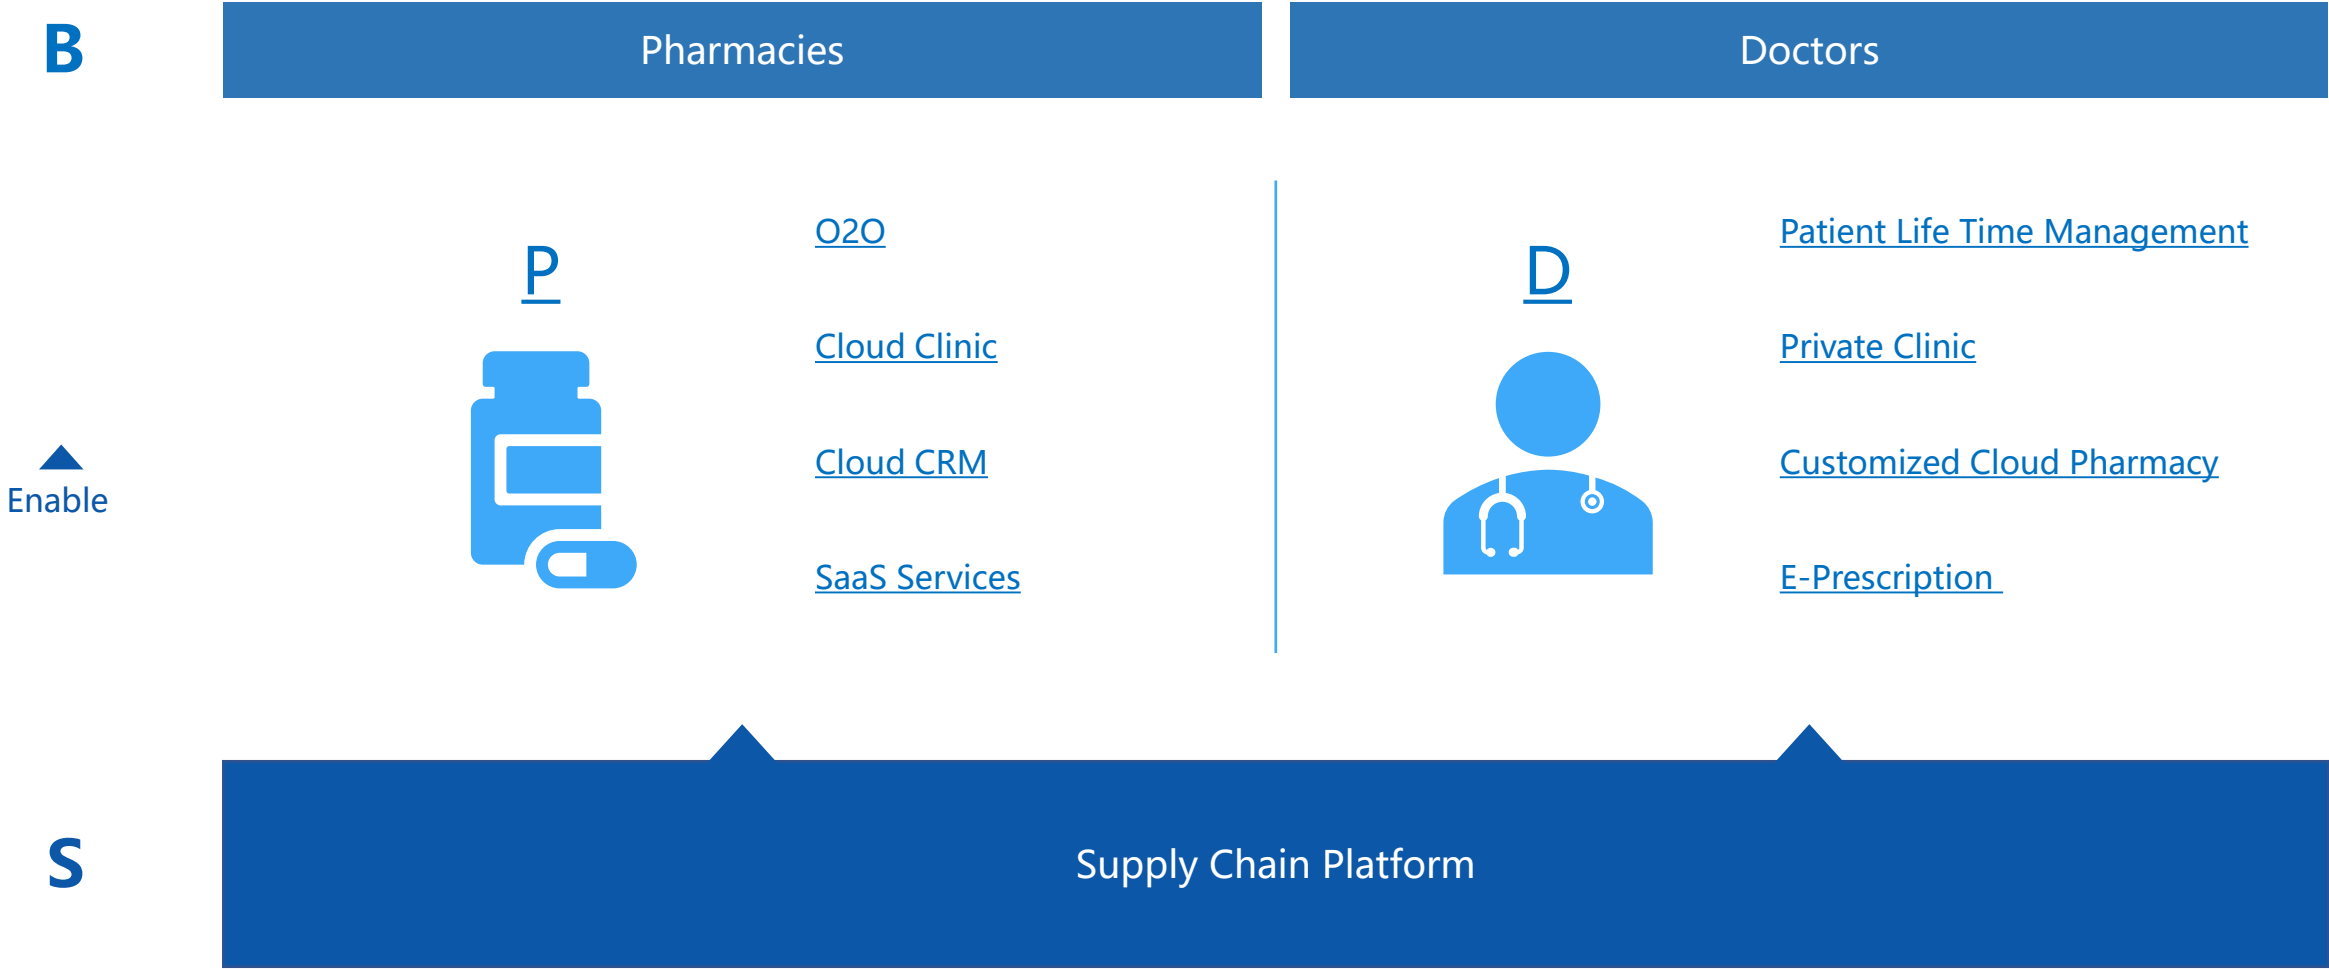 B
Pharmacies
Doctors
P
O2O
Cloud Clinic
Cloud CRM
SaaS Services
D
Patient Life Time Management
Private Clinic
Customized Cloud Pharmacy
E-Prescription
Enable
S
Supply Chain Platform